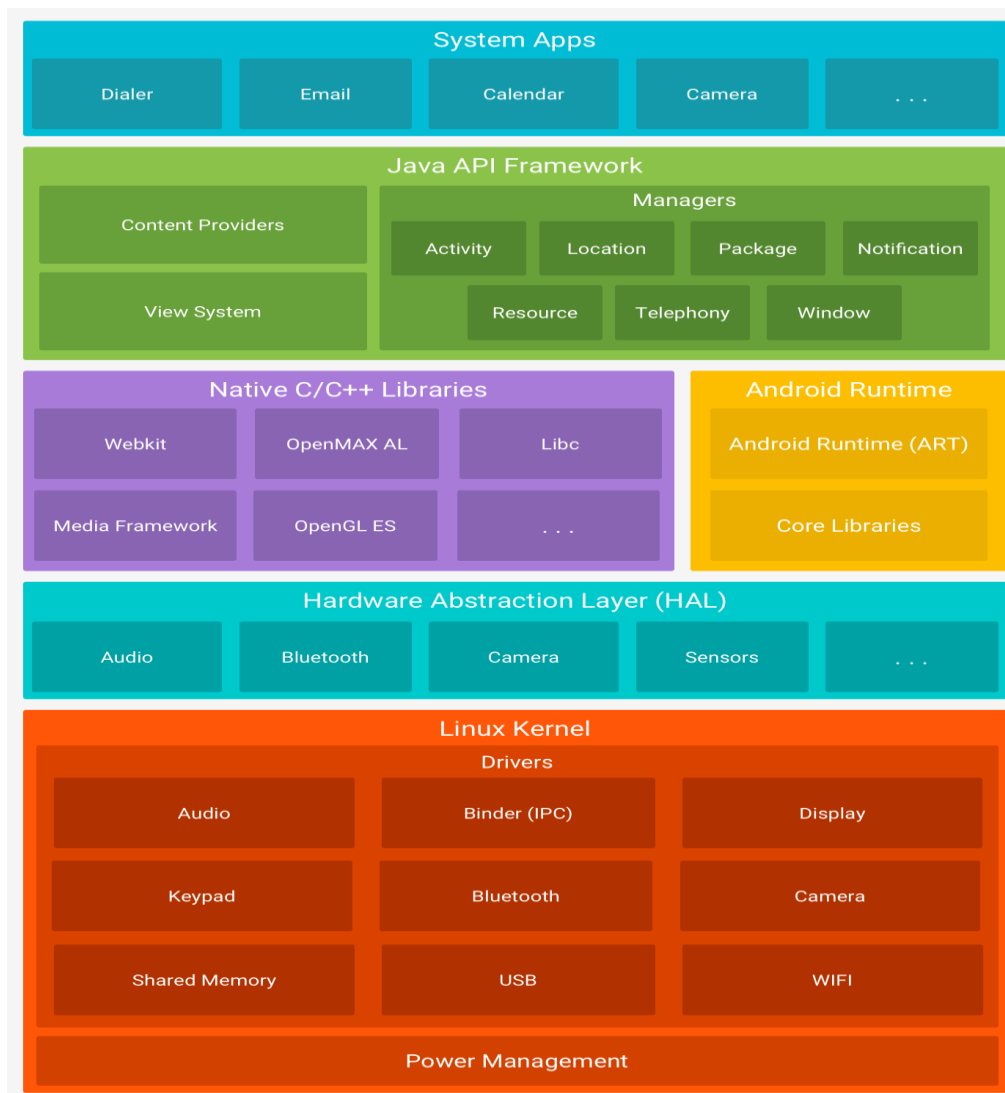 System Apps
Dialer
Email
Calendar
Camera
. . .
Java API Framework
Content Providers
View System
Managers
Activity
Location
Package
Notification
Resource
Telephony
Window
Native C/C++ Libraries
Webkit
OpenMAX AL
Libc
Media Framework
OpenGL ES
. . .
Android Runtime
Android Runtime (ART)
Core Libraries
Hardware Abstraction Layer (HAL)
Audio
Bluetooth
Camera
Sensors
. . .
Linux Kernel
Drivers
Audio
Binder (IPC)
Display
Keypad
Bluetooth
Camera
Shared Memory
USB
WIFI
Power Management